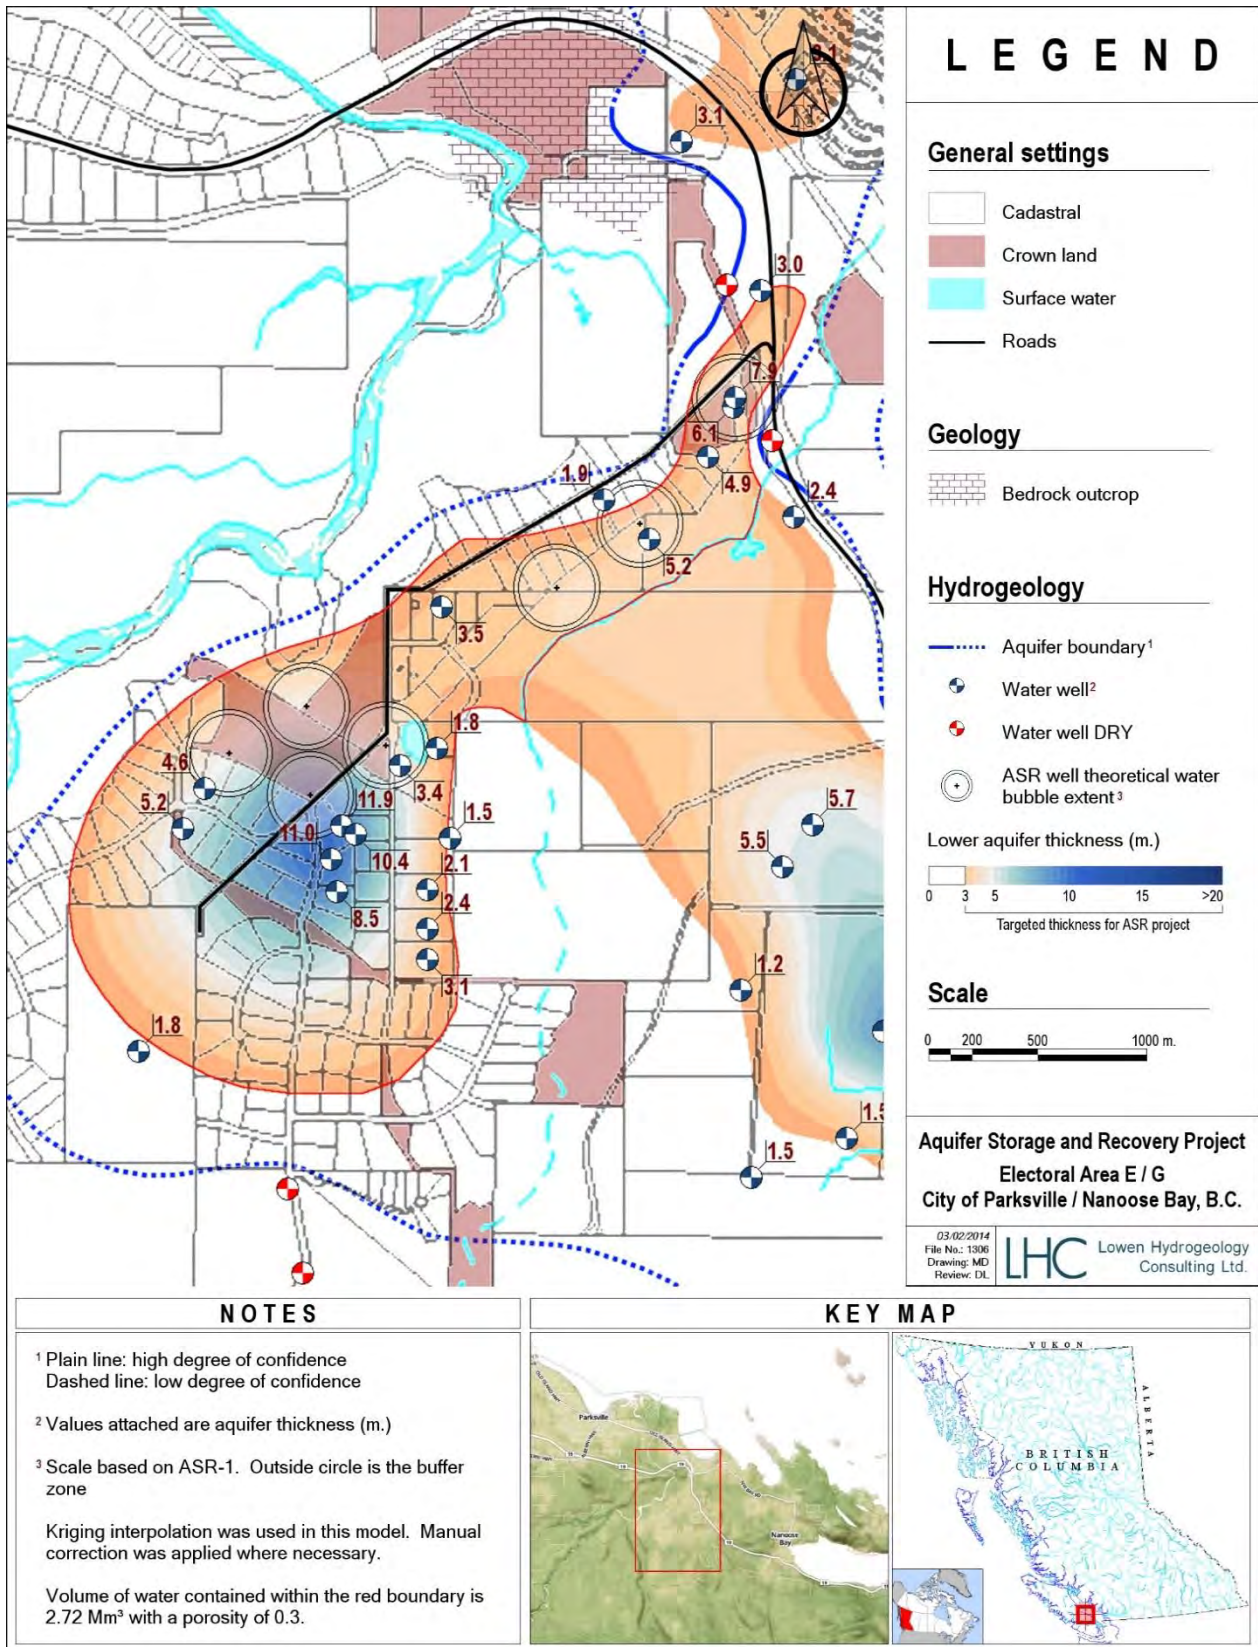 3.1
3.1
3.0
7.9
6.1
4.9
1.9
2.4
5.2
3.5
1.8
4.6
3.4
5.2
11.9
1.5
5.7
11.0
10.4
5.5
2.1
2.4
8.5
3.1
1.2
1.8
1.5
1.5
LEGEND
General settings
Cadastral
Crown land
Surface water
Roads
Geology
Bedrock outcrop
Hydrogeology
Aquifer boundary¹
Water well²
Water well DRY
ASR well theoretical water
bubble extent³
Lower aquifer thickness (m.)
0 3 5 10 15 >20
Targeted thickness for ASR project
Scale
0 200 500 1000 m.
Aquifer Storage and Recovery Project
Electoral Area E / G
City of Parksville / Nanoose Bay, B.C.
03/02/2014
File No.: 1306
Drawing: MD
Review: DL
LHC
Lowen Hydrogeology
Consulting Ltd.
NOTES
¹ Plain line: high degree of confidence
Dashed line: low degree of confidence
² Values attached are aquifer thickness (m.)
³ Scale based on ASR-1. Outside circle is the buffer
zone
Kriging interpolation was used in this model. Manual
correction was applied where necessary.
Volume of water contained within the red boundary is
2.72 Mm³ with a porosity of 0.3.
KEY MAP
Parksville
Nanoose
Bay
19
19
19
19
YUKON
ALBERTA
BRITISH
COLUMBIA